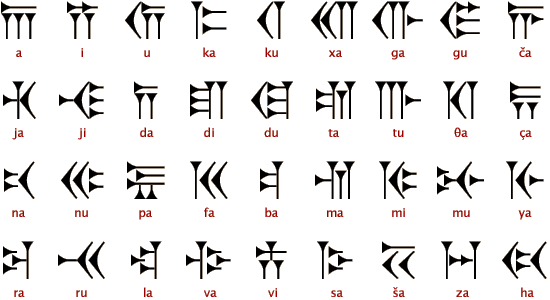 𐎠 𐎡 𐎢 𐎣 𐎤 𐎧 𐎥 𐎦 𐎨
a i u ka ku xa ga gu ča
𐎩 𐎪 𐎭 𐎮 𐎯 𐎫 𐎬 𐎰 𐏂
ja ji da di du ta tu θa ça
𐎴 𐎵 𐎱 𐎳 𐎲 𐎶 𐎷 𐎸 𐎹
na nu pa fa ba ma mi mu ya
𐎼 𐎽 𐎾 𐎺 𐎻 𐎿 𐏁 𐏀 𐏃
ra ru la va vi sa ša za ha